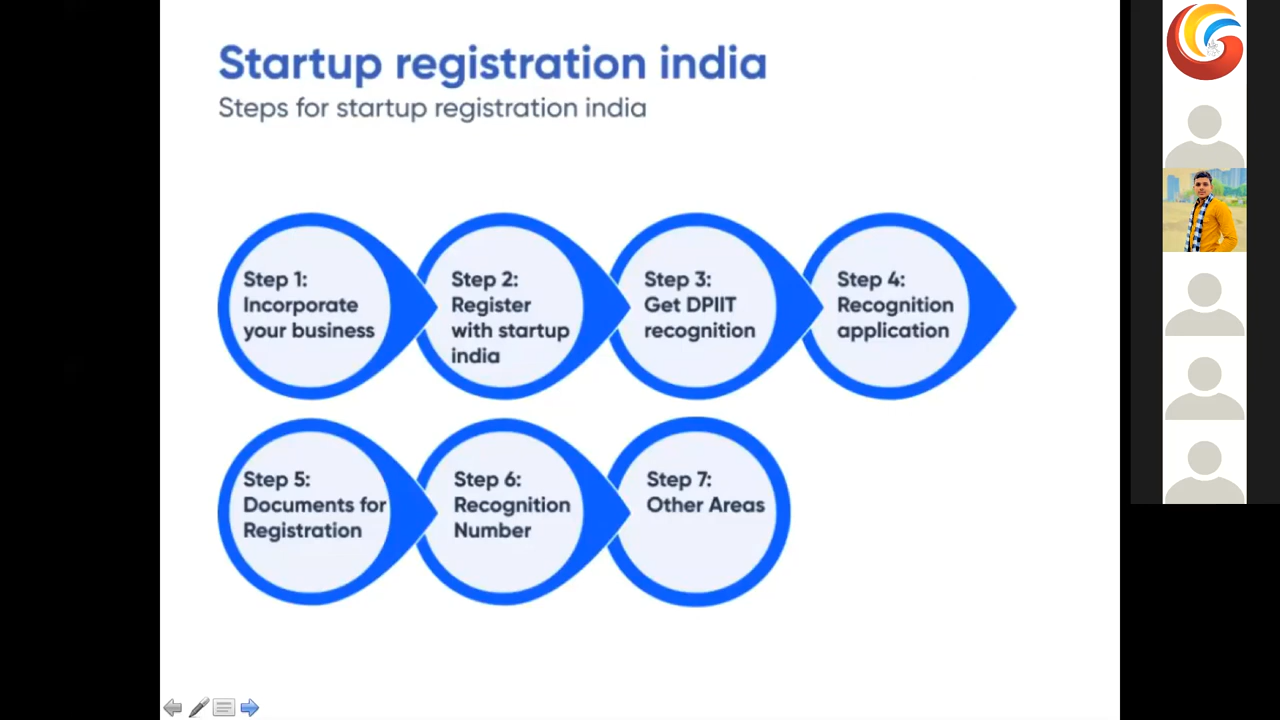 Startup registration india
Steps for startup registration india
Step 1:
Incorporate
your business
Step 2:
Register
with startup
india
Step 3:
Get DPIIT
recognition
Step 4:
Recognition
application
Step 5:
Documents for
Registration
Step 6:
Recognition
Number
Step 7:
Other Areas